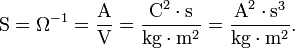 S = Ω⁻¹ = A/V = C² · s / kg · m² = A² · s³ / kg · m².